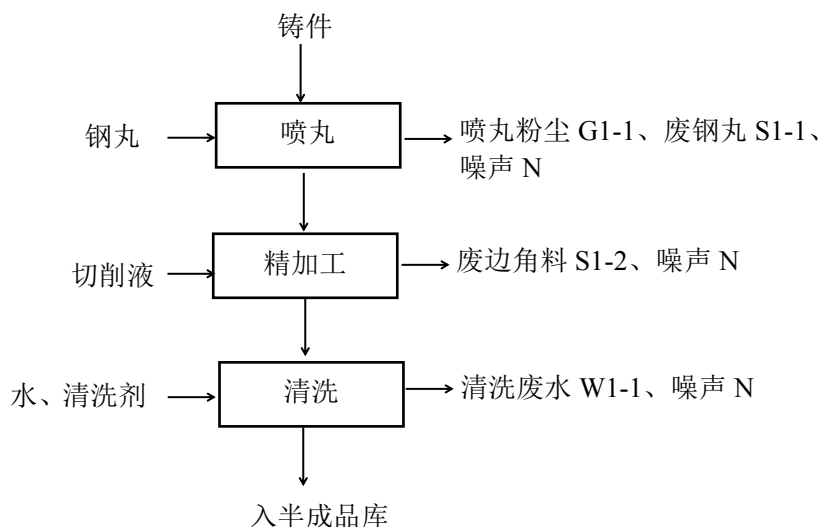 铸件
钢丸
喷丸
喷丸粉尘 G1-1、废钢丸 S1-1、
噪声 N
切削液
精加工
废边角料 S1-2、噪声 N
水、清洗剂
清洗
清洗废水 W1-1、噪声 N
入半成品库